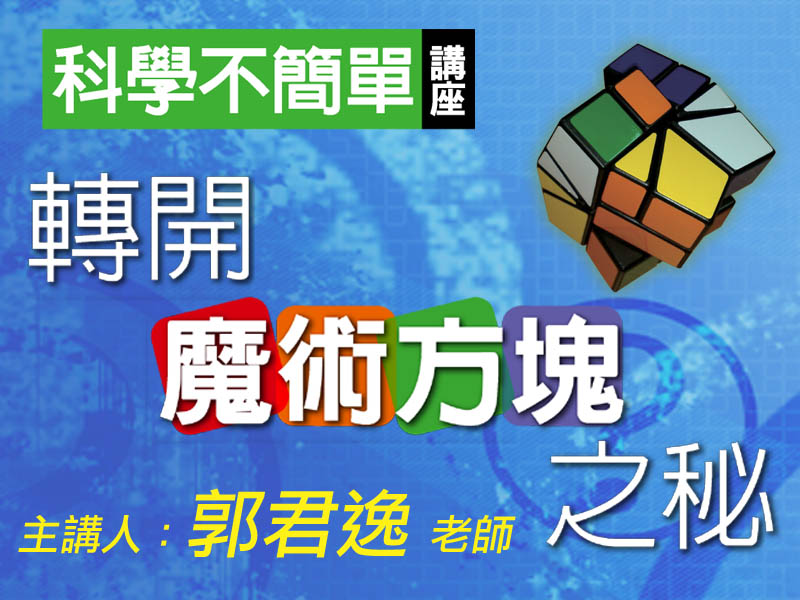 科學不簡單講座
轉開
魔術方塊
之秘
主講人：郭君逸 老師